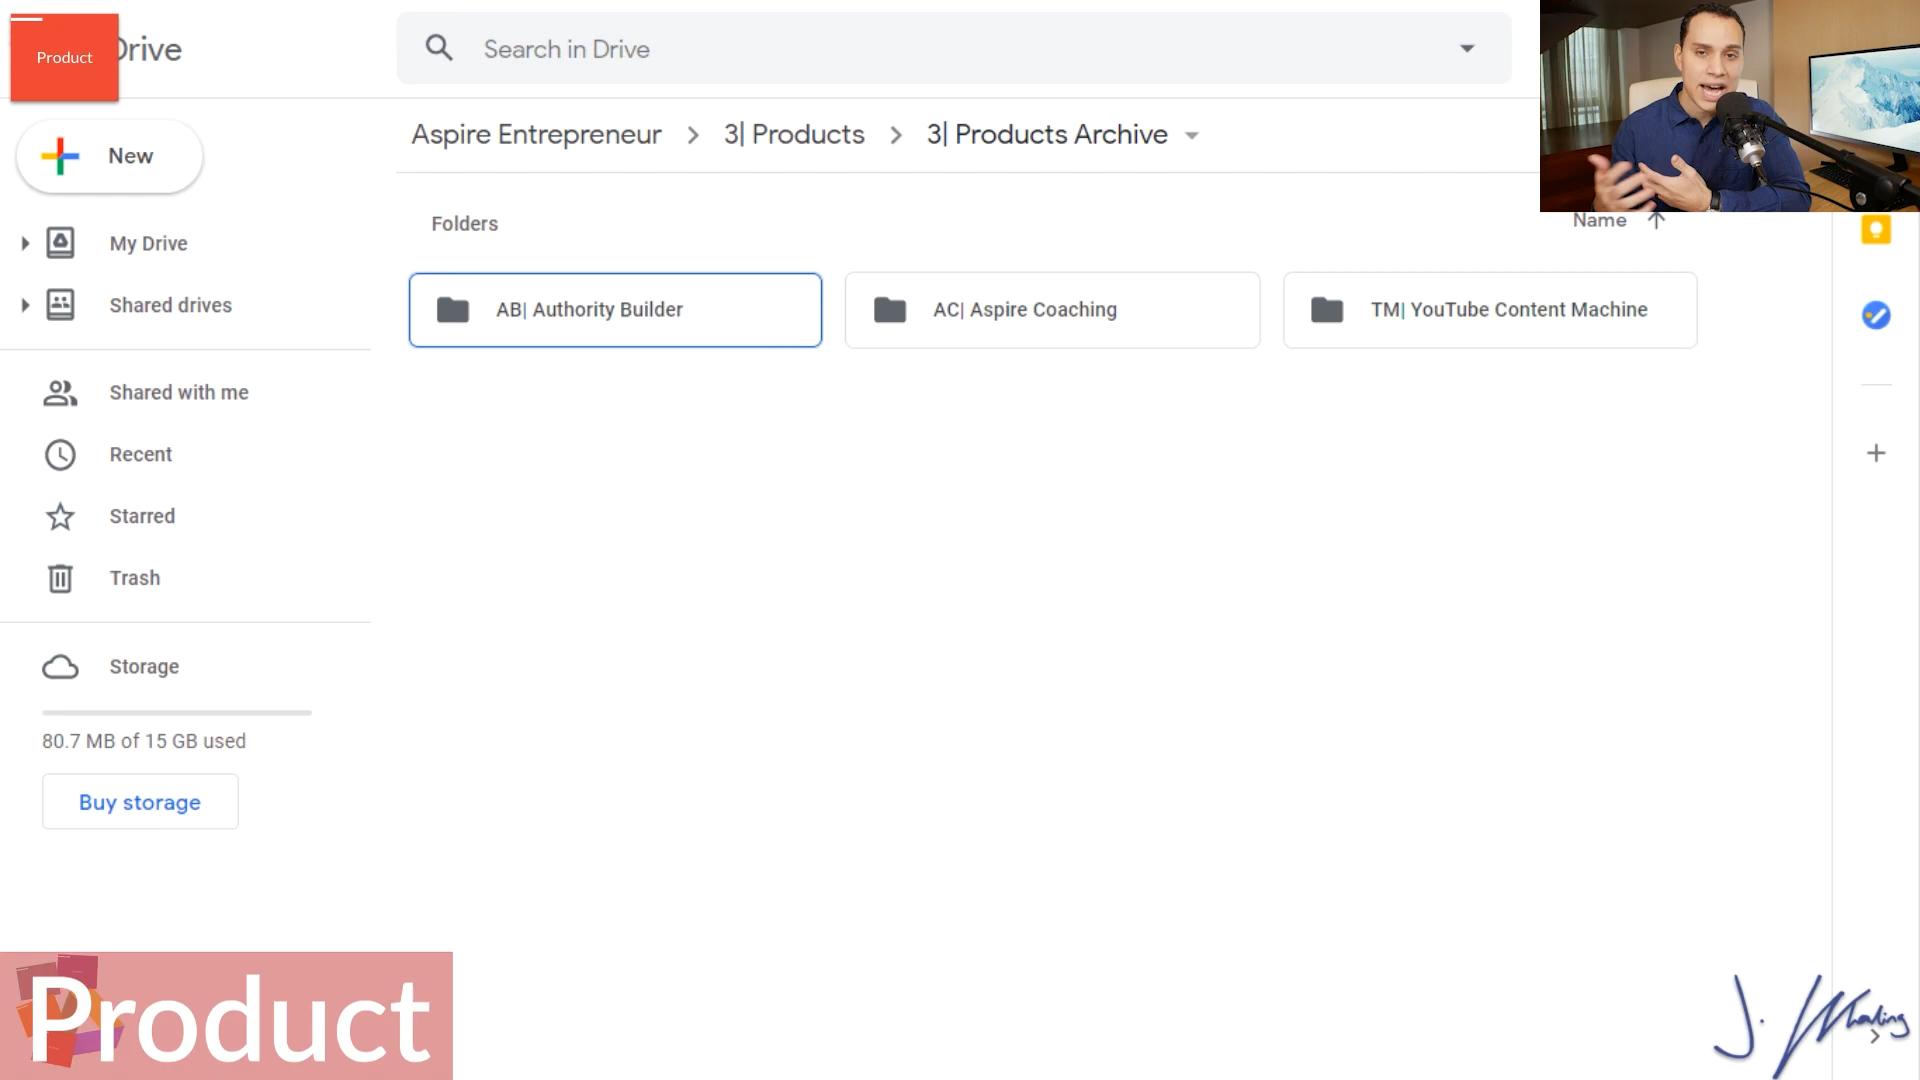 Product
Drive
Search in Drive
Aspire Entrepreneur
3| Products
3| Products Archive
New
Folders
Name
My Drive
Shared drives
AB| Authority Builder
AC| Aspire Coaching
TM| YouTube Content Machine
Shared with me
Recent
Starred
Trash
Storage
80.7 MB of 15 GB used
Buy storage
Product